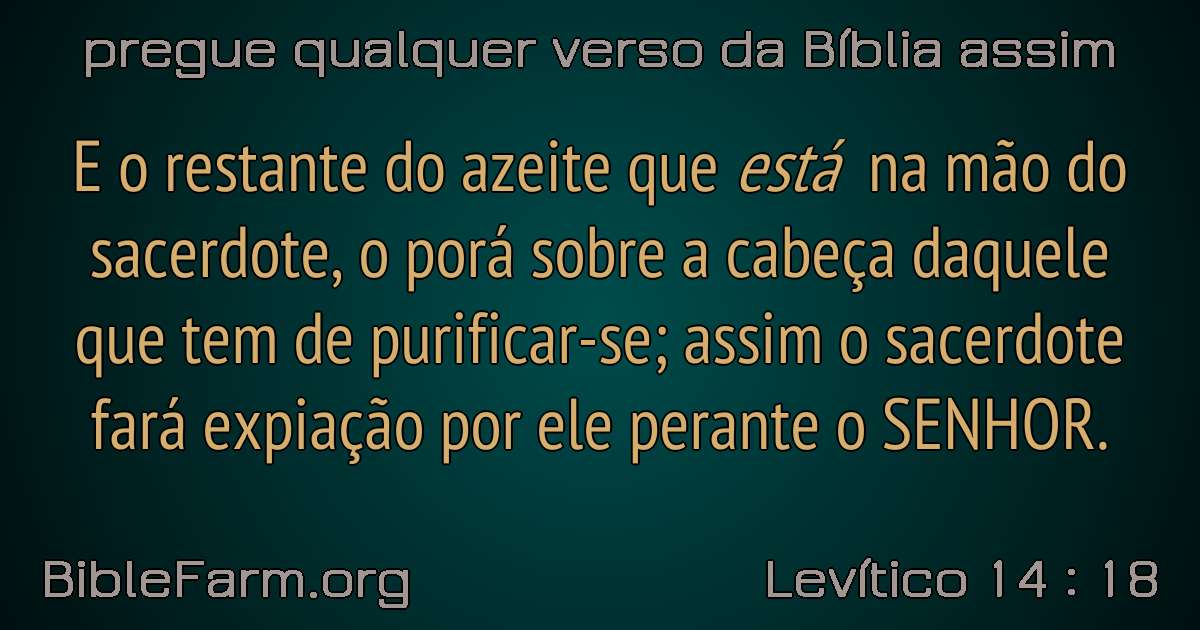 pregue qualquer verso da Bíblia assim
E o restante do azeite que está na mão do
sacerdote, o porá sobre a cabeça daquele
que tem de purificar-se; assim o sacerdote
fará expiação por ele perante o SENHOR.
BibleFarm.org
Levítico 14 : 18